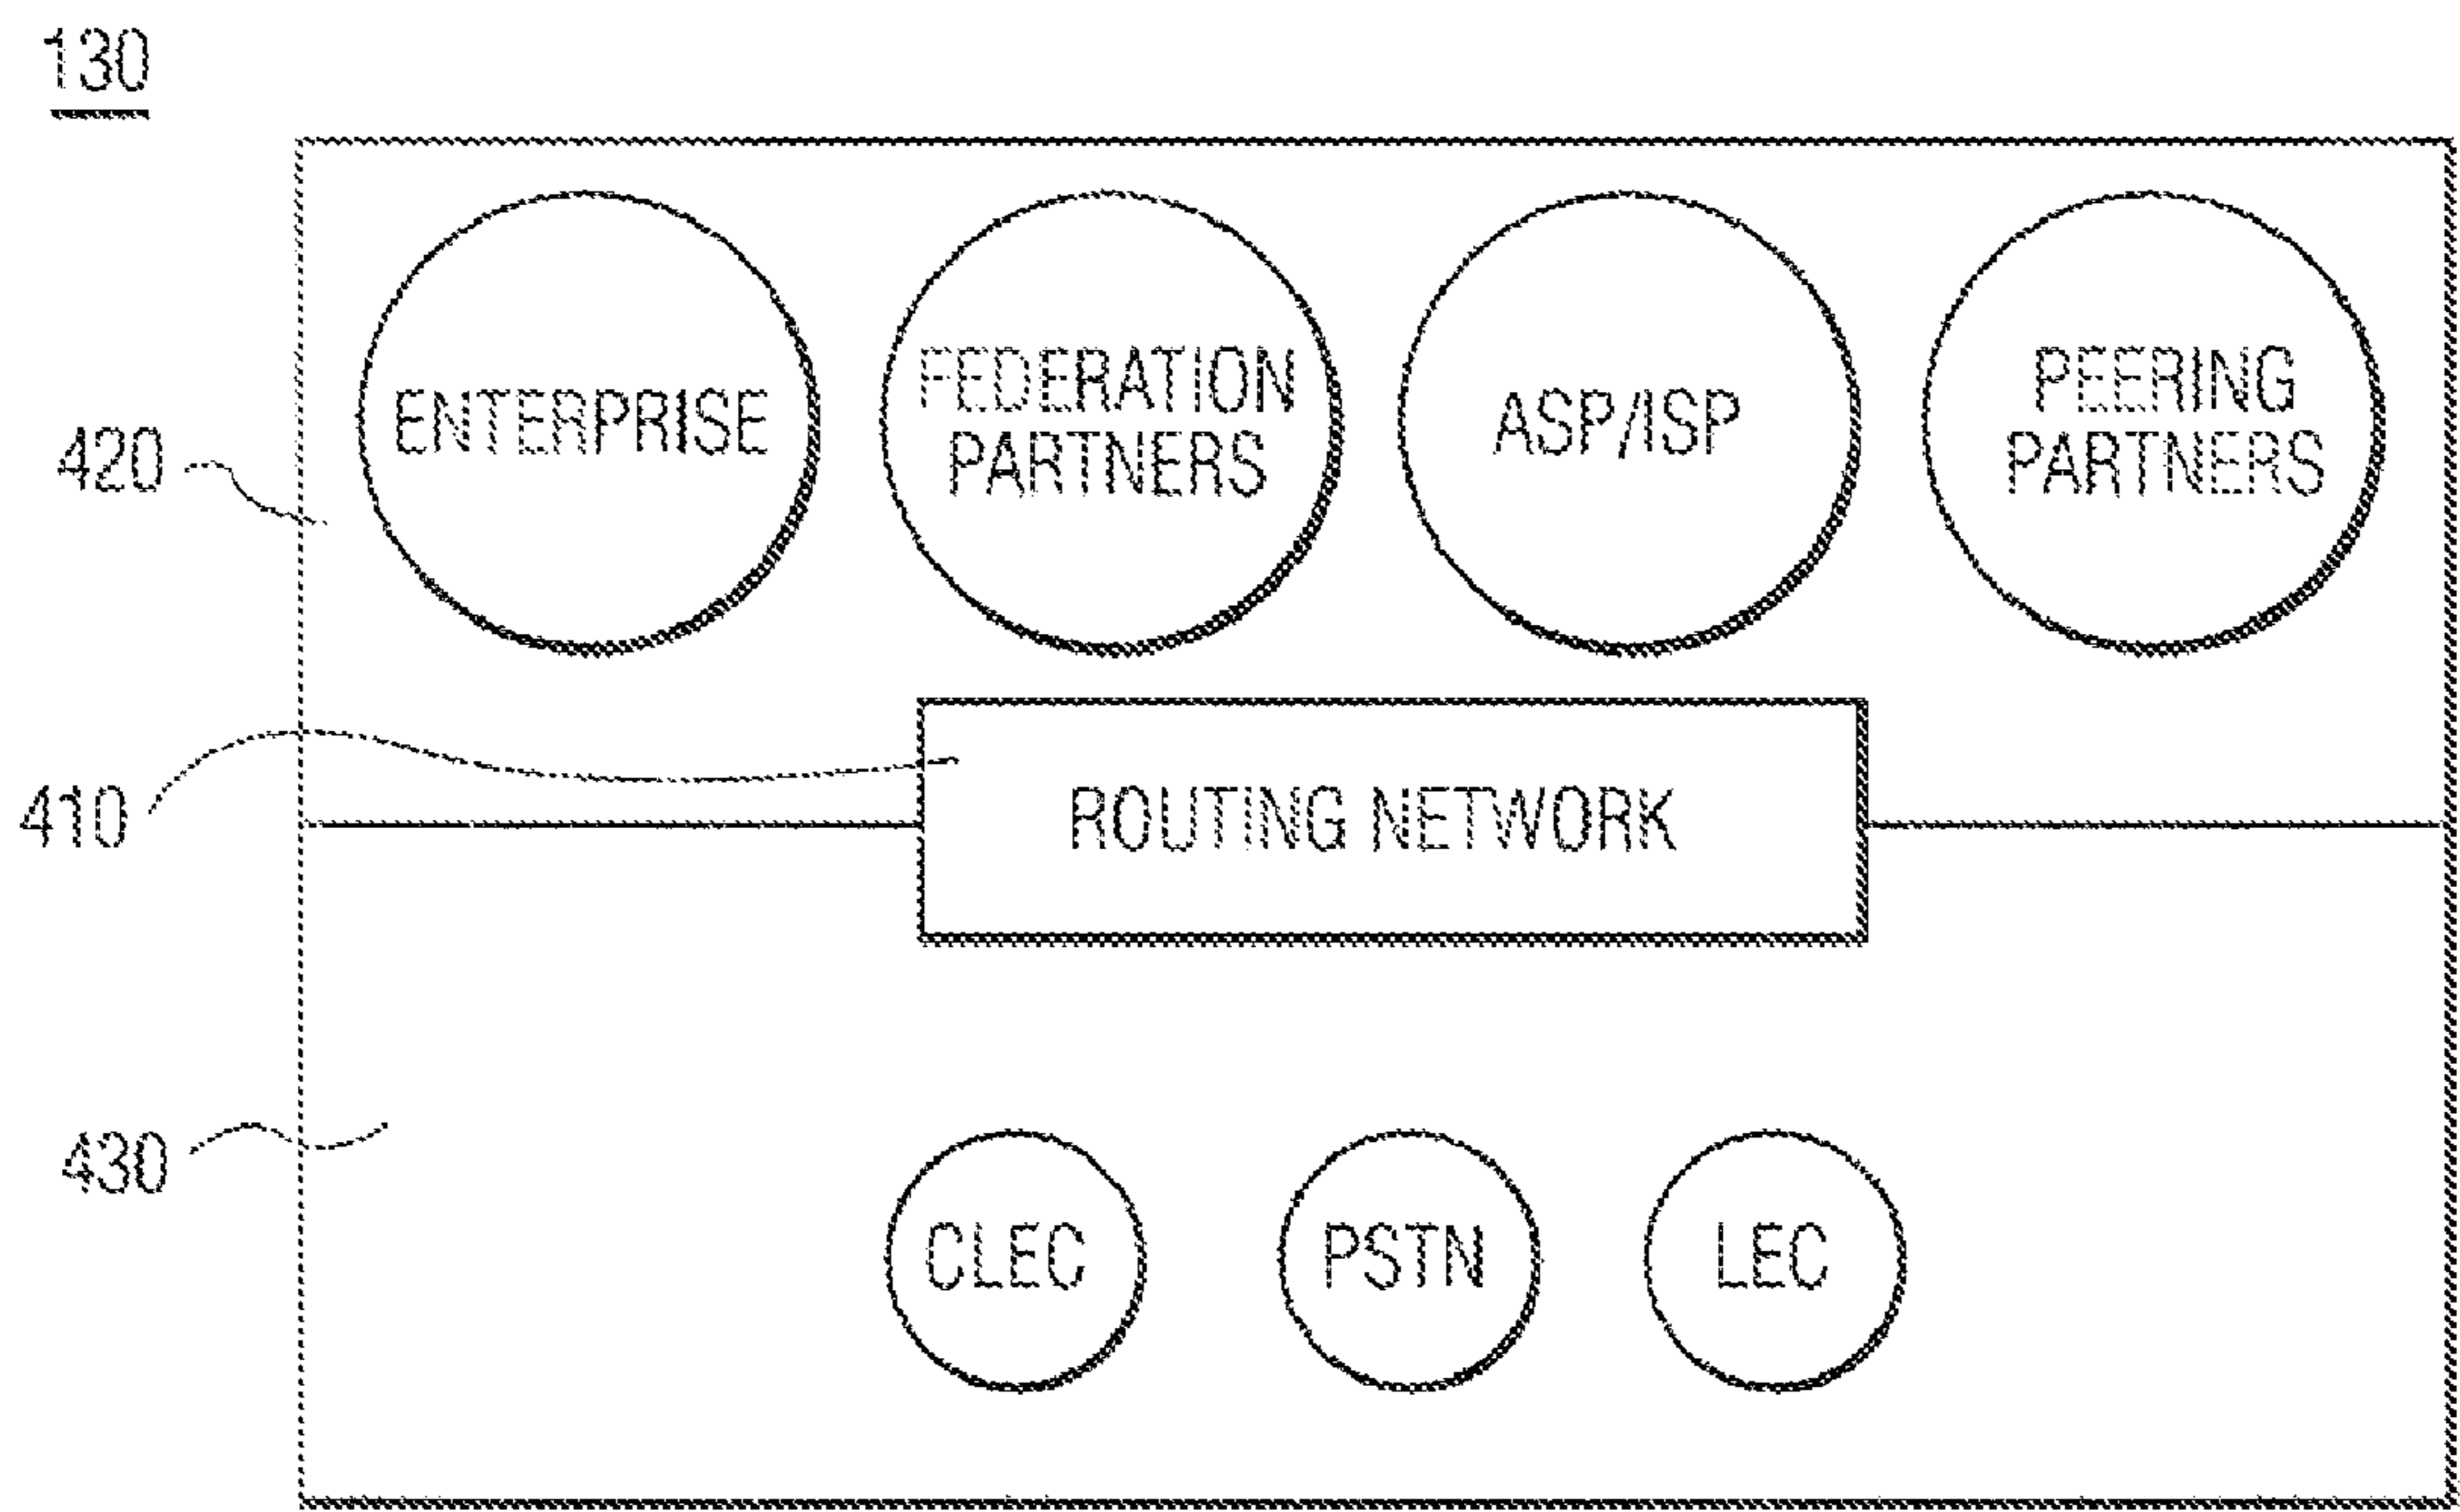 130
ENTERPRISE
FEDERATION
PARTNERS
ASP/ISP
PEERING
PARTNERS
420
410
ROUTING NETWORK
430
CLEC
PSTN
LEC